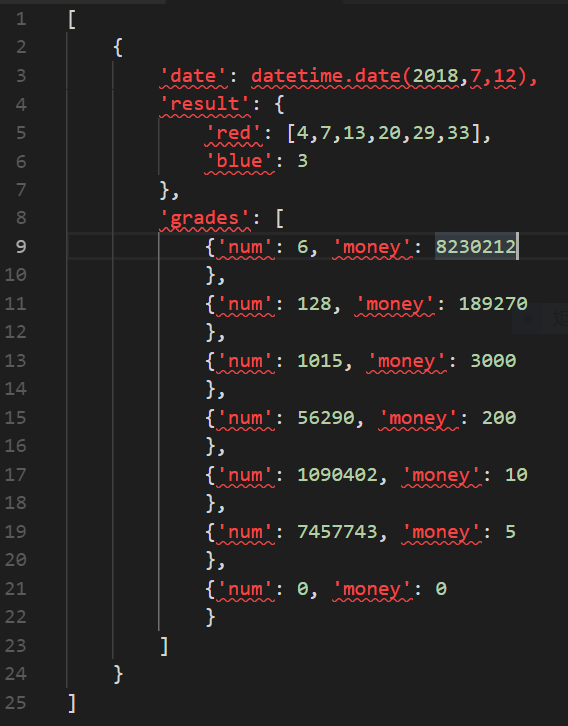 1 [
2     {
3         'date': datetime.date(2018,7,12),
4         'result': {
5             'red': [4,7,13,20,29,33],
6             'blue': 3
7         },
8         'grades': [
9             {'num': 6, 'money': 8230212
10             },
11             {'num': 128, 'money': 189270
12             },
13             {'num': 1015, 'money': 3000
14             },
15             {'num': 56290, 'money': 200
16             },
17             {'num': 1090402, 'money': 10
18             },
19             {'num': 7457743, 'money': 5
20             },
21             {'num': 0, 'money': 0
22             }
23         ]
24     }
25 ]